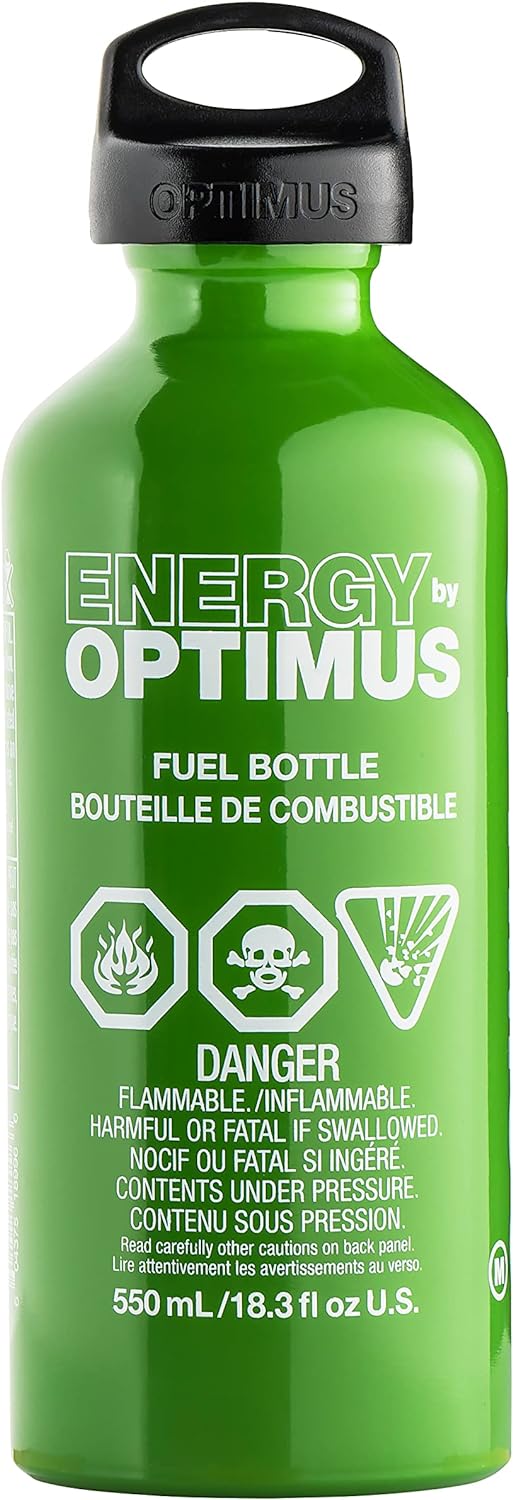 OPTIMUS
ENERGY by
OPTIMUS
FUEL BOTTLE
BOUTEILLE DE COMBUSTIBLE
DANGER
FLAMMABLE./INFLAMMABLE.
HARMFUL OR FATAL IF SWALLOWED.
NOCIF OU FATAL SI INGÉRÉ.
CONTENTS UNDER PRESSURE.
CONTENU SOUS PRESSION.
Read carefully other cautions on back panel.
Lire attentivement les avertissements au verso.
550 mL/18.3 fl oz U.S.
M